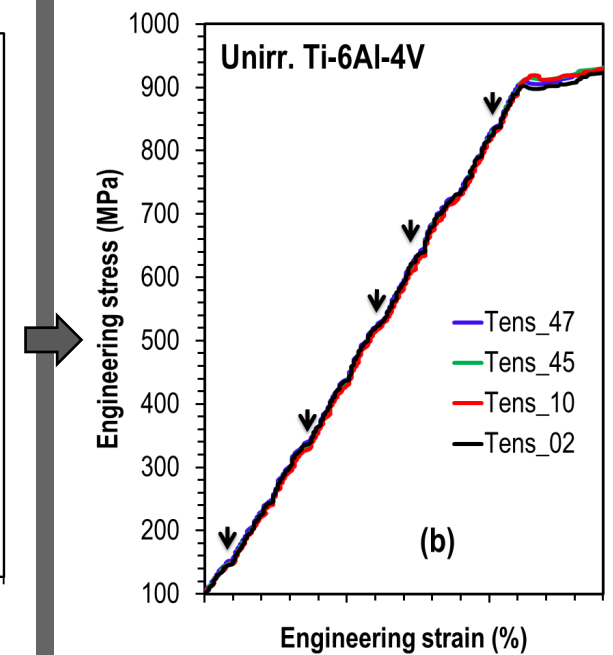 1000
Unirr. Ti-6Al-4V
900
800
700
600
500
400
300
200
100
Engineering stress (MPa)
Tens_47
Tens_45
Tens_10
Tens_02
(b)
Engineering strain (%)